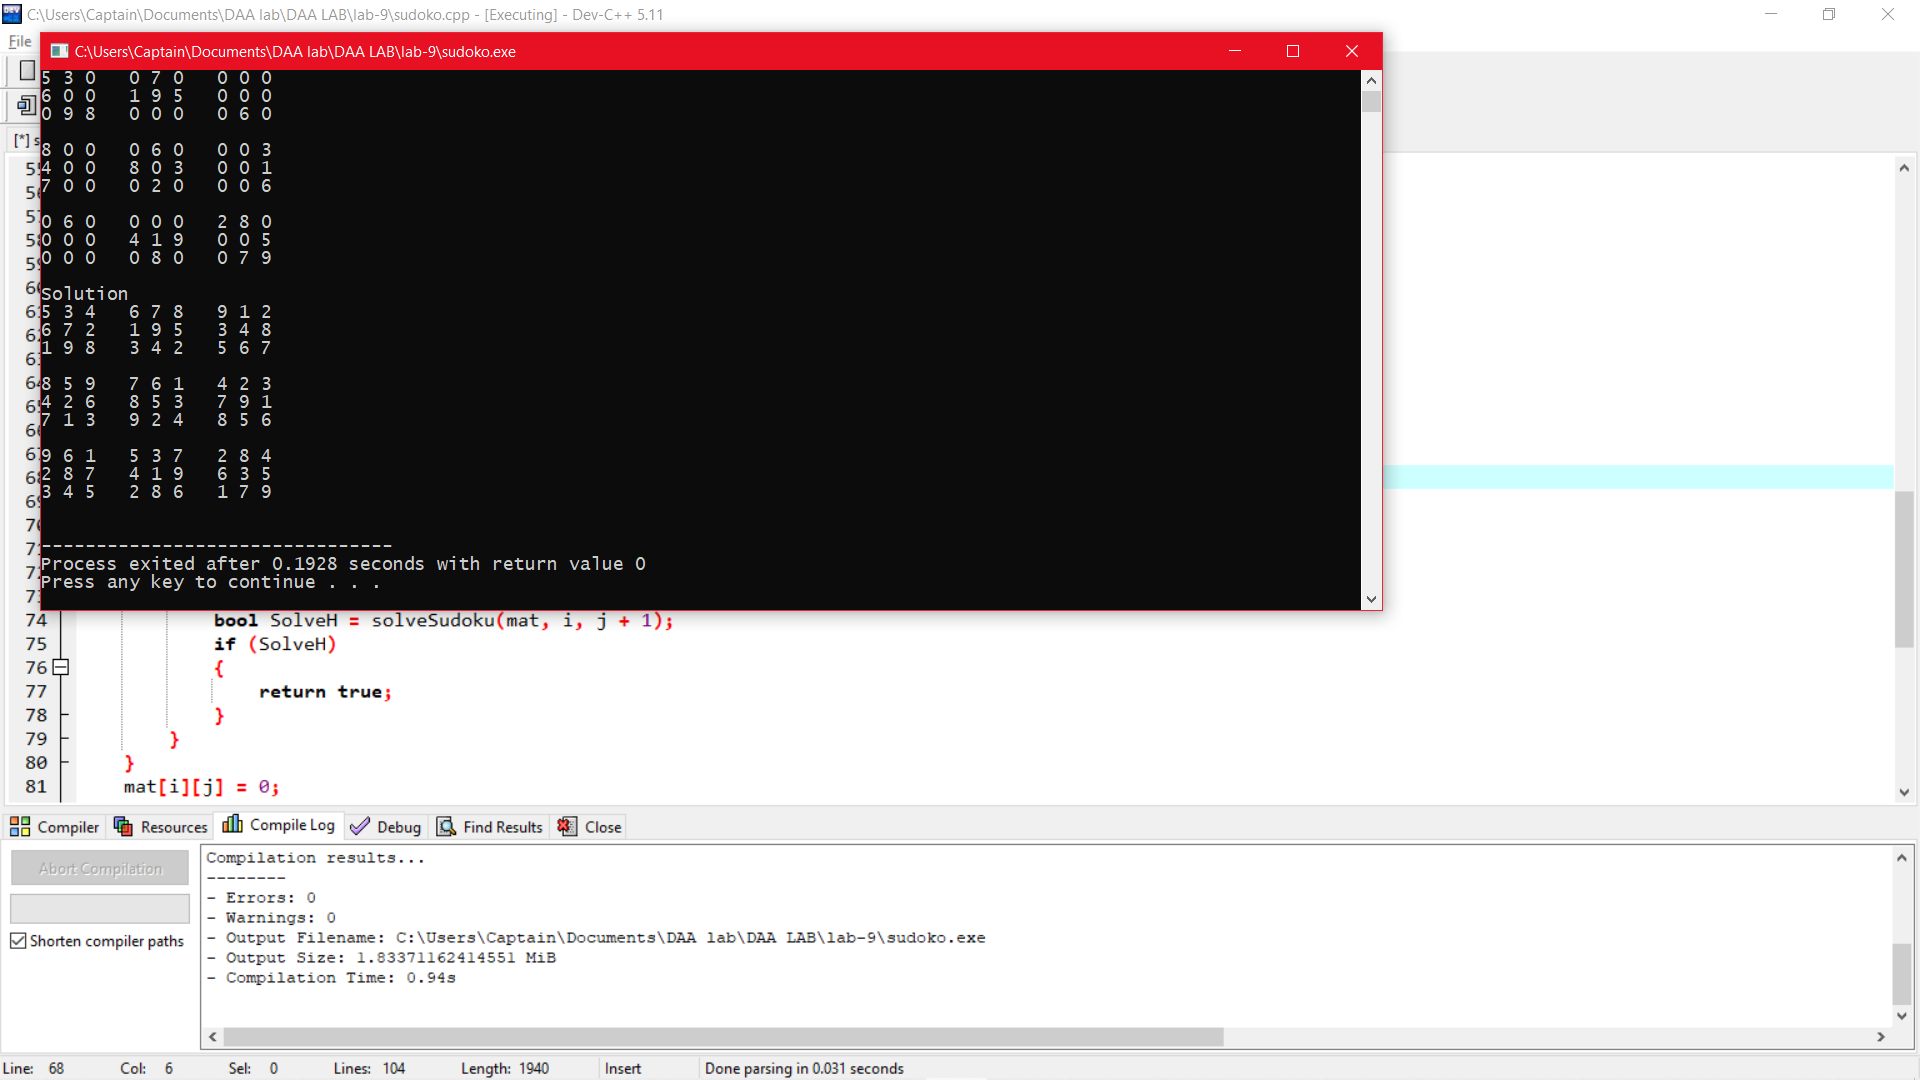 C:\Users\Captain\Documents\DAA lab\DAA LAB\lab-9\sudoko.cpp - [Executing] - Dev-C++ 5.11
File
C:\Users\Captain\Documents\DAA lab\DAA LAB\lab-9\sudoko.exe
5 3 0 0 7 0 0 0 0
6 0 0 1 9 5 0 0 0
0 9 8 0 0 0 0 6 0
8 0 0 0 6 0 0 0 3
4 0 0 8 0 3 0 0 1
7 0 0 0 2 0 0 0 6
0 6 0 0 0 0 2 8 0
0 0 0 4 1 9 0 0 5
0 0 0 0 8 0 0 7 9
Solution
5 3 4 6 7 8 9 1 2
6 7 2 1 9 5 3 4 8
1 9 8 3 4 2 5 6 7
8 5 9 7 6 1 4 2 3
4 2 6 8 5 3 7 9 1
7 1 3 9 2 4 8 5 6
9 6 1 5 3 7 2 8 4
2 8 7 4 1 9 6 3 5
3 4 5 2 8 6 1 7 9
--------------------------------
Process exited after 0.1928 seconds with return value 0
Press any key to continue . . .
74 bool SolveH = solveSudoku(mat, i, j + 1);
75 if (SolveH)
76 {
77 return true;
78 }
79 }
80 }
81 mat[i][j] = 0;
Compiler Resources Compile Log Debug Find Results Close
Abort Compilation
Shorten compiler paths
Compilation results...
--------
- Errors: 0
- Warnings: 0
- Output Filename: C:\Users\Captain\Documents\DAA lab\DAA LAB\lab-9\sudoko.exe
- Output Size: 1.83371162414551 MiB
- Compilation Time: 0.94s
Line: 68 Col: 6 Sel: 0 Lines: 104 Length: 1940 Insert Done parsing in 0.031 seconds